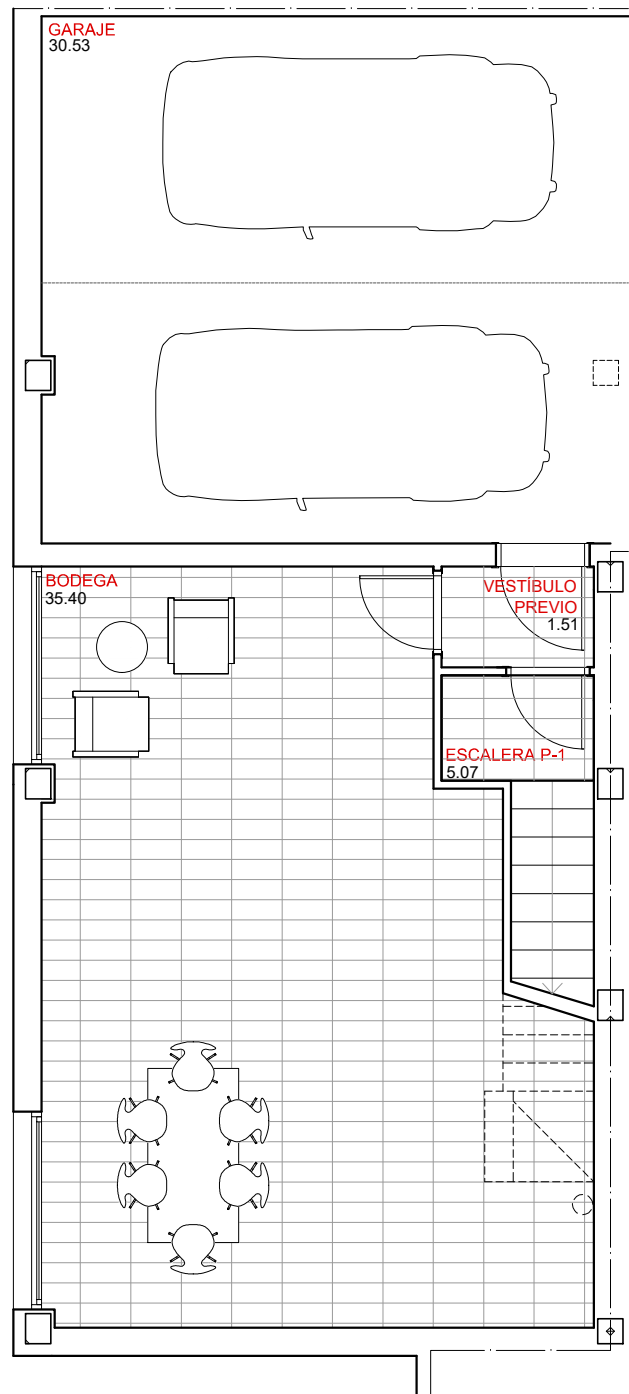 GARAJE
30.53
BODEGA
35.40
VESTÍBULO
PREVIO
1.51
ESCALERA P-1
5.07